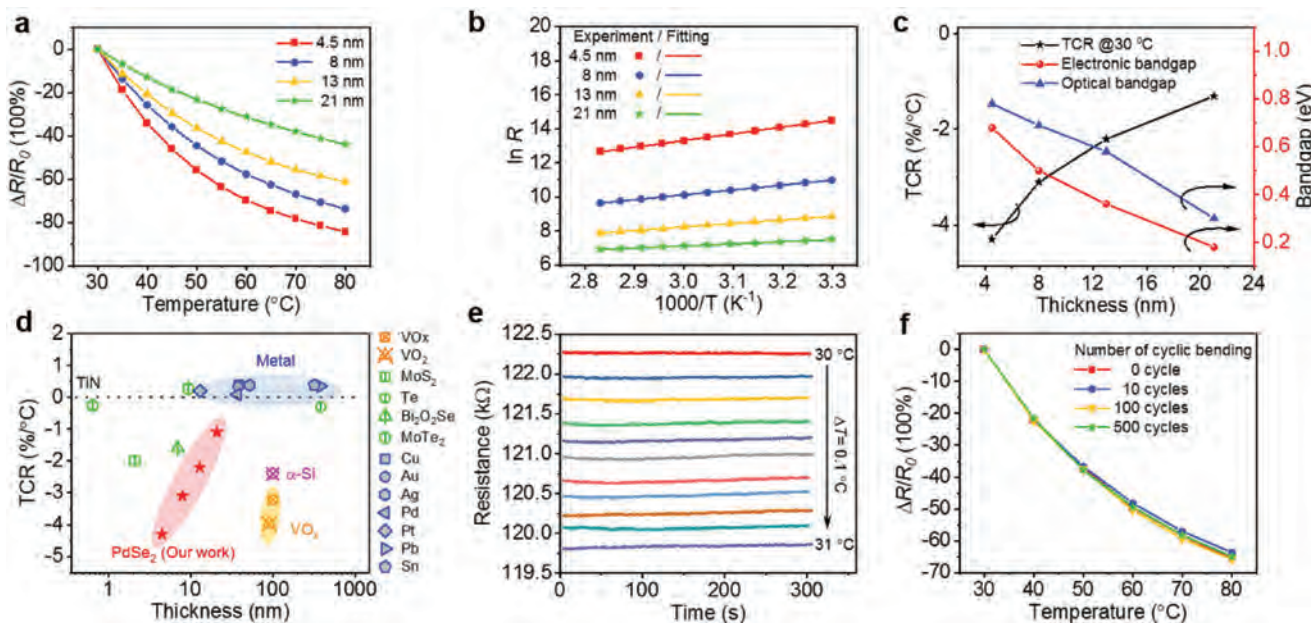 a
ΔR/R0 (100%)
0
-20
-40
-60
-80
-100
30 40 50 60 70 80
Temperature (°C)
4.5 nm
8 nm
13 nm
21 nm
b
ln R
20
18
16
14
12
10
8
6
2.8 2.9 3.0 3.1 3.2 3.3
1000/T (K⁻¹)
Experiment / Fitting
4.5 nm /
8 nm /
13 nm /
21 nm /
c
TCR (%/°C)
0
-2
-4
4 8 12 16 20 24
Thickness (nm)
TCR @30 °C
Electronic bandgap
Optical bandgap
1.0
0.8
0.6
0.4
0.2
Bandgap (eV)
d
TCR (%/°C)
2
1
0
-1
-2
-3
-4
-5
1 10 100 1000
Thickness (nm)
TiN
Metal
α-Si
VOx
PdSe2 (Our work)
VOx
VO2
MoS2
Te
Bi2O2Se
MoTe2
Cu
Au
Ag
Pd
Pt
Pb
Sn
e
Resistance (kΩ)
122.5
122.0
121.5
121.0
120.5
120.0
119.5
0 100 200 300 400
Time (s)
30 °C
ΔT= 0.1 °C
31 °C
f
ΔR/R0 (100%)
0
-10
-20
-30
-40
-50
-60
-70
30 40 50 60 70 80
Temperature (°C)
Number of cyclic bending
0 cycle
10 cycles
100 cycles
500 cycles